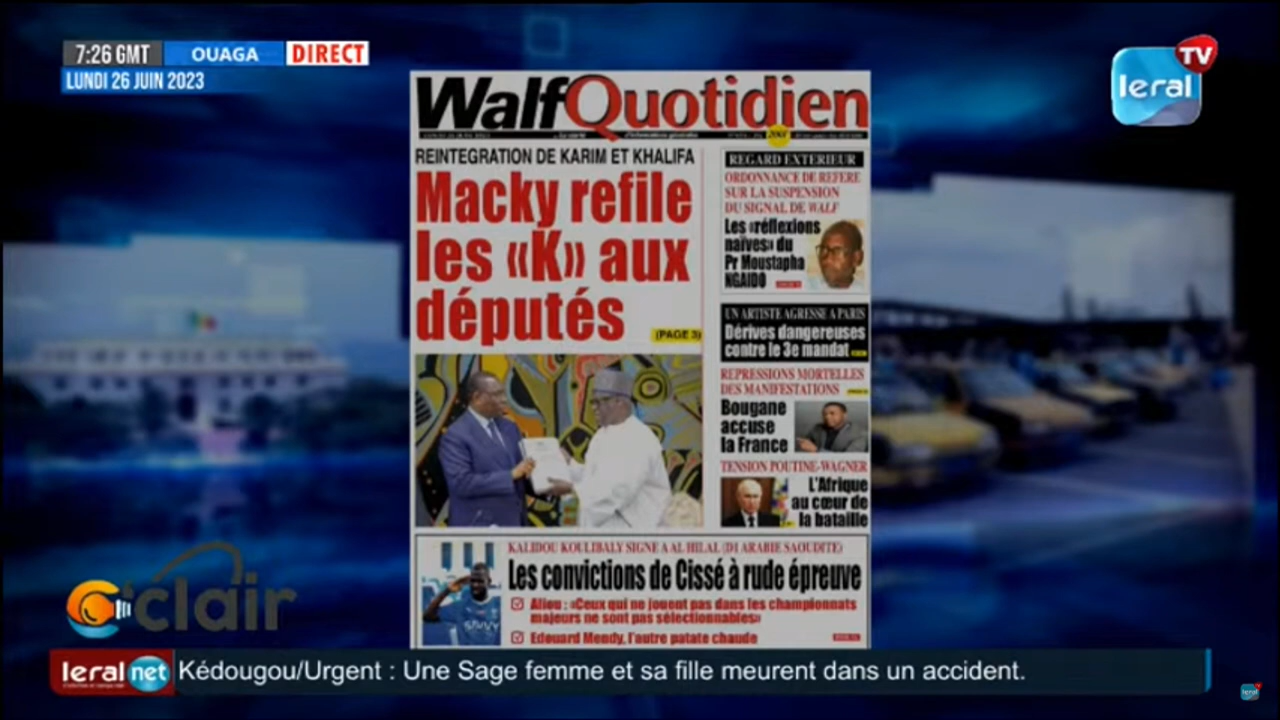 7:26 GMT
OUAGA
DIRECT
LUNDI 26 JUIN 2023
leral TV
WalfQuotidien
REINTEGRATION DE KARIM ET KHALIFA
Macky refile
les «K» aux
députés
(PAGE 3)
REGARD EXTERIEUR
ORDONNANCE DE REFERE
SUR LA SUSPENSION
DU SIGNAL DE WALF
Les «réflexions
naïves» du
Pr Moustapha
NGAIDO
UN ARTISTE AGRESSE A PARIS
Dérives dangereuses
contre le 3e mandat
REPRESSIONS MORTELLES
DES MANIFESTATIONS
Bougane
accuse
la France
TENSION POUTINE-WAGNER
L'Afrique
au cœur de
la bataille
KALIDOU KOULIBALY SIGNE A AL HILAL (D1 ARABIE SAOUDITE)
Les convictions de Cissé à rude épreuve
Aliou : «Ceux qui ne jouent pas dans les championnats
majeurs ne sont pas sélectionnables»
Edouard Mendy, l'autre patate chaude
C'clair
leral net
Kédougou/Urgent : Une Sage femme et sa fille meurent dans un accident.
leral